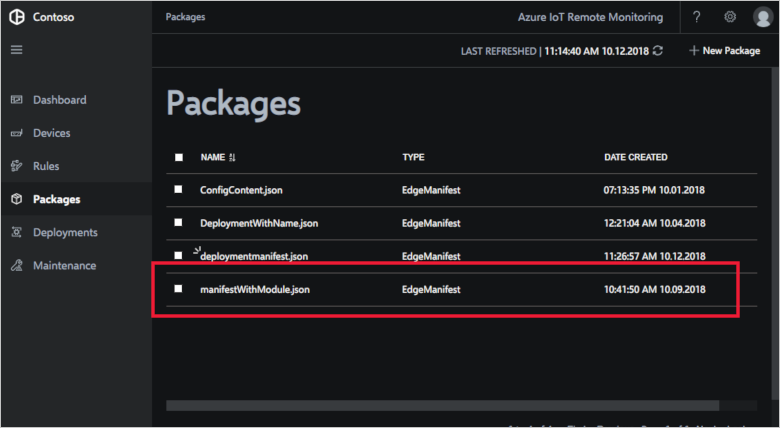 Contoso
Packages
Azure IoT Remote Monitoring
?
LAST REFRESHED | 11:14:40 AM 10.12.2018
+ New Package
Dashboard
Devices
Rules
Packages
Deployments
Maintenance
Packages
NAME TYPE DATE CREATED
ConfigContent.json EdgeManifest 07:13:35 PM 10.01.2018
DeploymentWithName.json EdgeManifest 12:21:04 AM 10.04.2018
deploymentmanifest.json EdgeManifest 11:26:57 AM 10.12.2018
manifestWithModule.json EdgeManifest 10:41:50 AM 10.09.2018